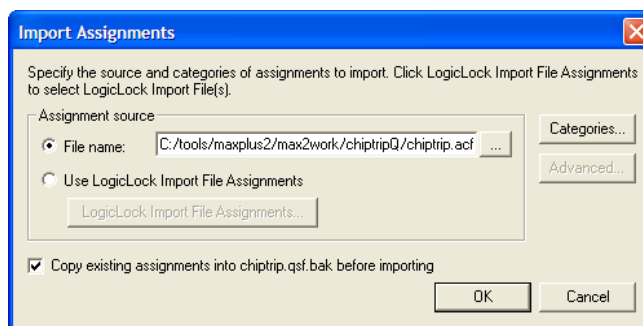 Import Assignments
Specify the source and categories of assignments to import. Click LogicLock Import File Assignments
to select LogicLock Import File(s).
Assignment source
File name:
C:/tools/maxplus2/max2work/chiptripQ/chiptrip.acf
...
Categories...
Use LogicLock Import File Assignments
Advanced...
LogicLock Import File Assignments...
Copy existing assignments into chiptrip.qsf.bak before importing
OK
Cancel